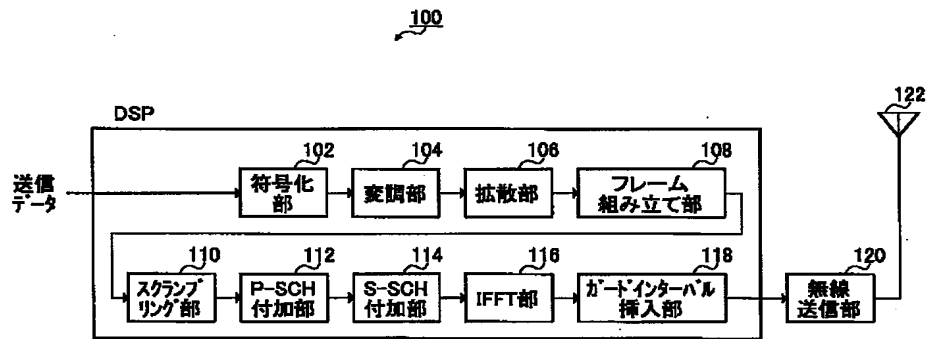 100
122
DSP
102
104
106
108
送信
データ
符号化
部
変調部
拡散部
フレーム
組み立て部
110
112
114
116
118
120
スクランブ
リング部
P-SCH
付加部
S-SCH
付加部
IFFT部
ガードインターバル
挿入部
無線
送信部